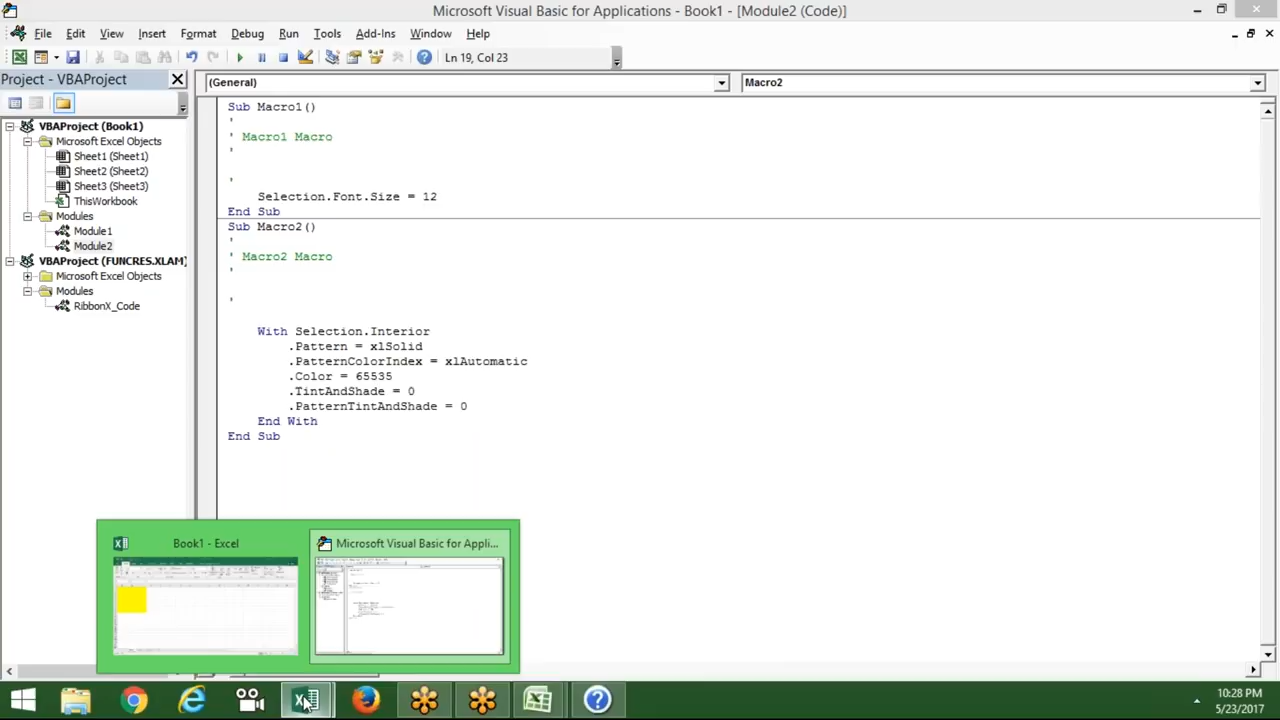 Microsoft Visual Basic for Applications - Book1 - [Module2 (Code)]
File Edit View Insert Format Debug Run Tools Add-Ins Window Help
Ln 19, Col 23
Project - VBAProject
(General)
Macro2
VBAProject (Book1)
Microsoft Excel Objects
Sheet1 (Sheet1)
Sheet2 (Sheet2)
Sheet3 (Sheet3)
ThisWorkbook
Modules
Module1
Module2
VBAProject (FUNCRES.XLAM)
Microsoft Excel Objects
Modules
RibbonX_Code
Sub Macro1()
'
' Macro1 Macro
'
'
Selection.Font.Size = 12
End Sub
Sub Macro2()
'
' Macro2 Macro
'
'
With Selection.Interior
.Pattern = xlSolid
.PatternColorIndex = xlAutomatic
.Color = 65535
.TintAndShade = 0
.PatternTintAndShade = 0
End With
End Sub
Book1 - Excel
Microsoft Visual Basic for Appli...
10:28 PM
5/23/2017